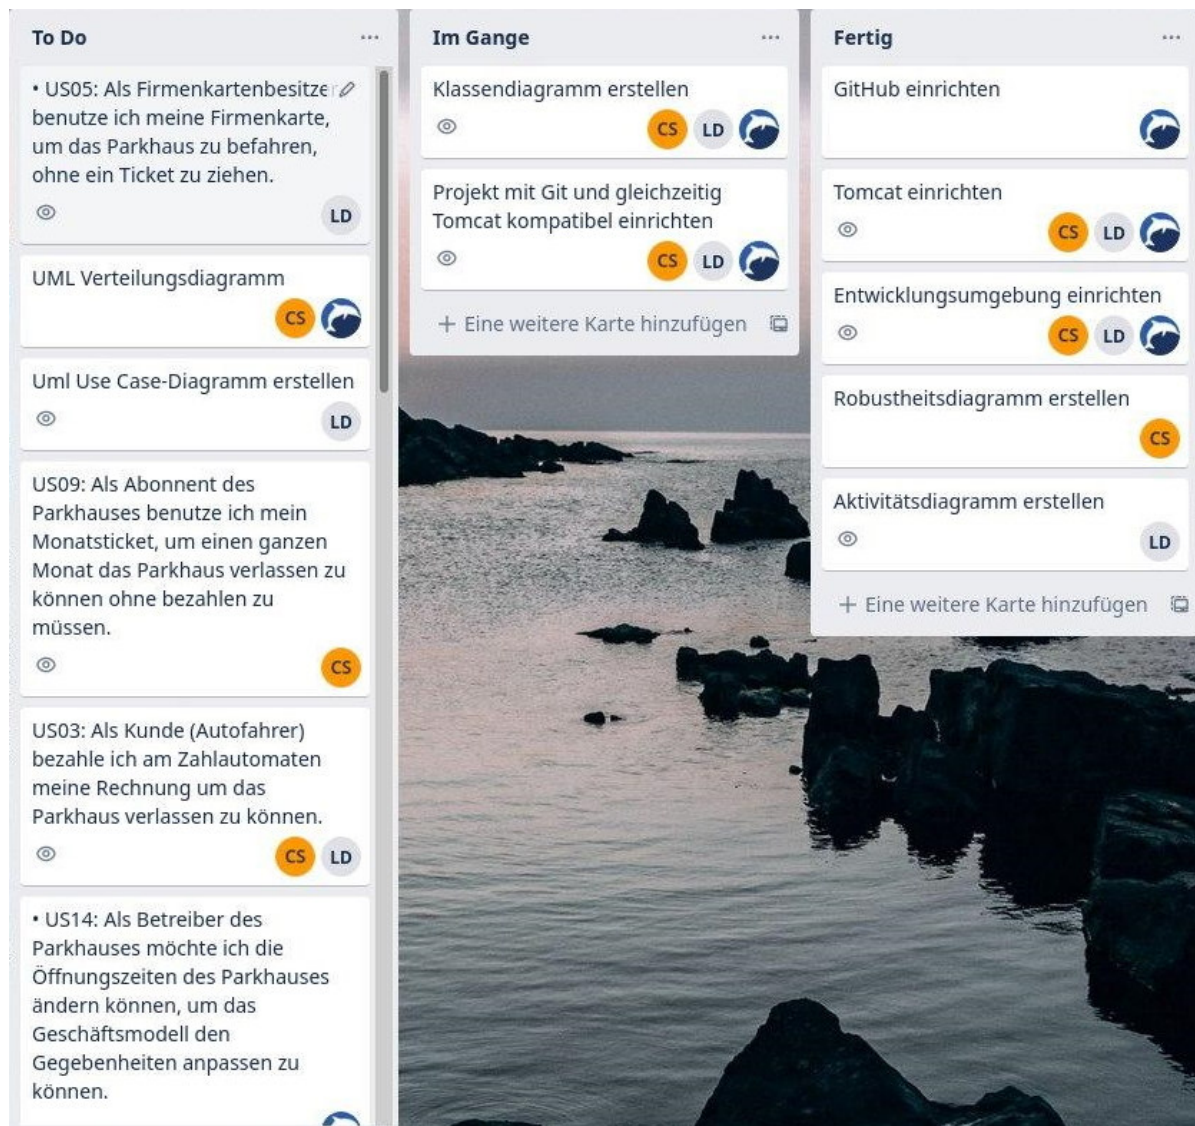 To Do
• US05: Als Firmenkartenbesitzer
benutze ich meine Firmenkarte,
um das Parkhaus zu befahren,
ohne ein Ticket zu ziehen.
LD
UML Verteilungsdiagramm
CS
Uml Use Case-Diagramm erstellen
LD
US09: Als Abonnent des
Parkhauses benutze ich mein
Monatsticket, um einen ganzen
Monat das Parkhaus verlassen zu
können ohne bezahlen zu
müssen.
CS
US03: Als Kunde (Autofahrer)
bezahle ich am Zahlautomaten
meine Rechnung um das
Parkhaus verlassen zu können.
CS LD
• US14: Als Betreiber des
Parkhauses möchte ich die
Öffnungszeiten des Parkhauses
ändern können, um das
Geschäftsmodell den
Gegebenheiten anpassen zu
können.
Im Gange
Klassendiagramm erstellen
CS LD
Projekt mit Git und gleichzeitig
Tomcat kompatibel einrichten
CS LD
+ Eine weitere Karte hinzufügen
Fertig
GitHub einrichten
Tomcat einrichten
CS LD
Entwicklungsumgebung einrichten
CS LD
Robustheitsdiagramm erstellen
CS
Aktivitätsdiagramm erstellen
LD
+ Eine weitere Karte hinzufügen